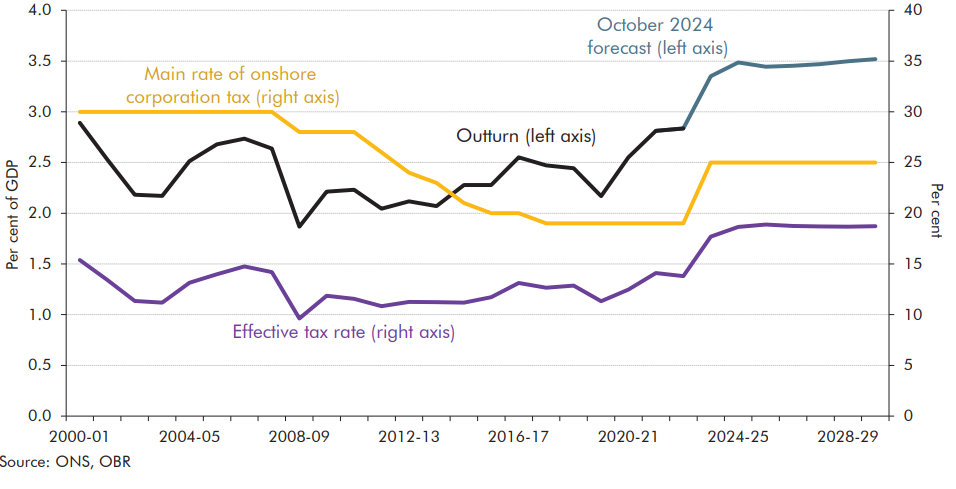 4.0
3.5
3.0
2.5
2.0
1.5
1.0
0.5
0.0
Per cent of GDP
40
35
30
25
20
15
10
5
0
Per cent
October 2024
forecast (left axis)
Main rate of onshore
corporation tax (right axis)
Outturn (left axis)
Effective tax rate (right axis)
2000-01 2004-05 2008-09 2012-13 2016-17 2020-21 2024-25 2028-29
Source: ONS, OBR